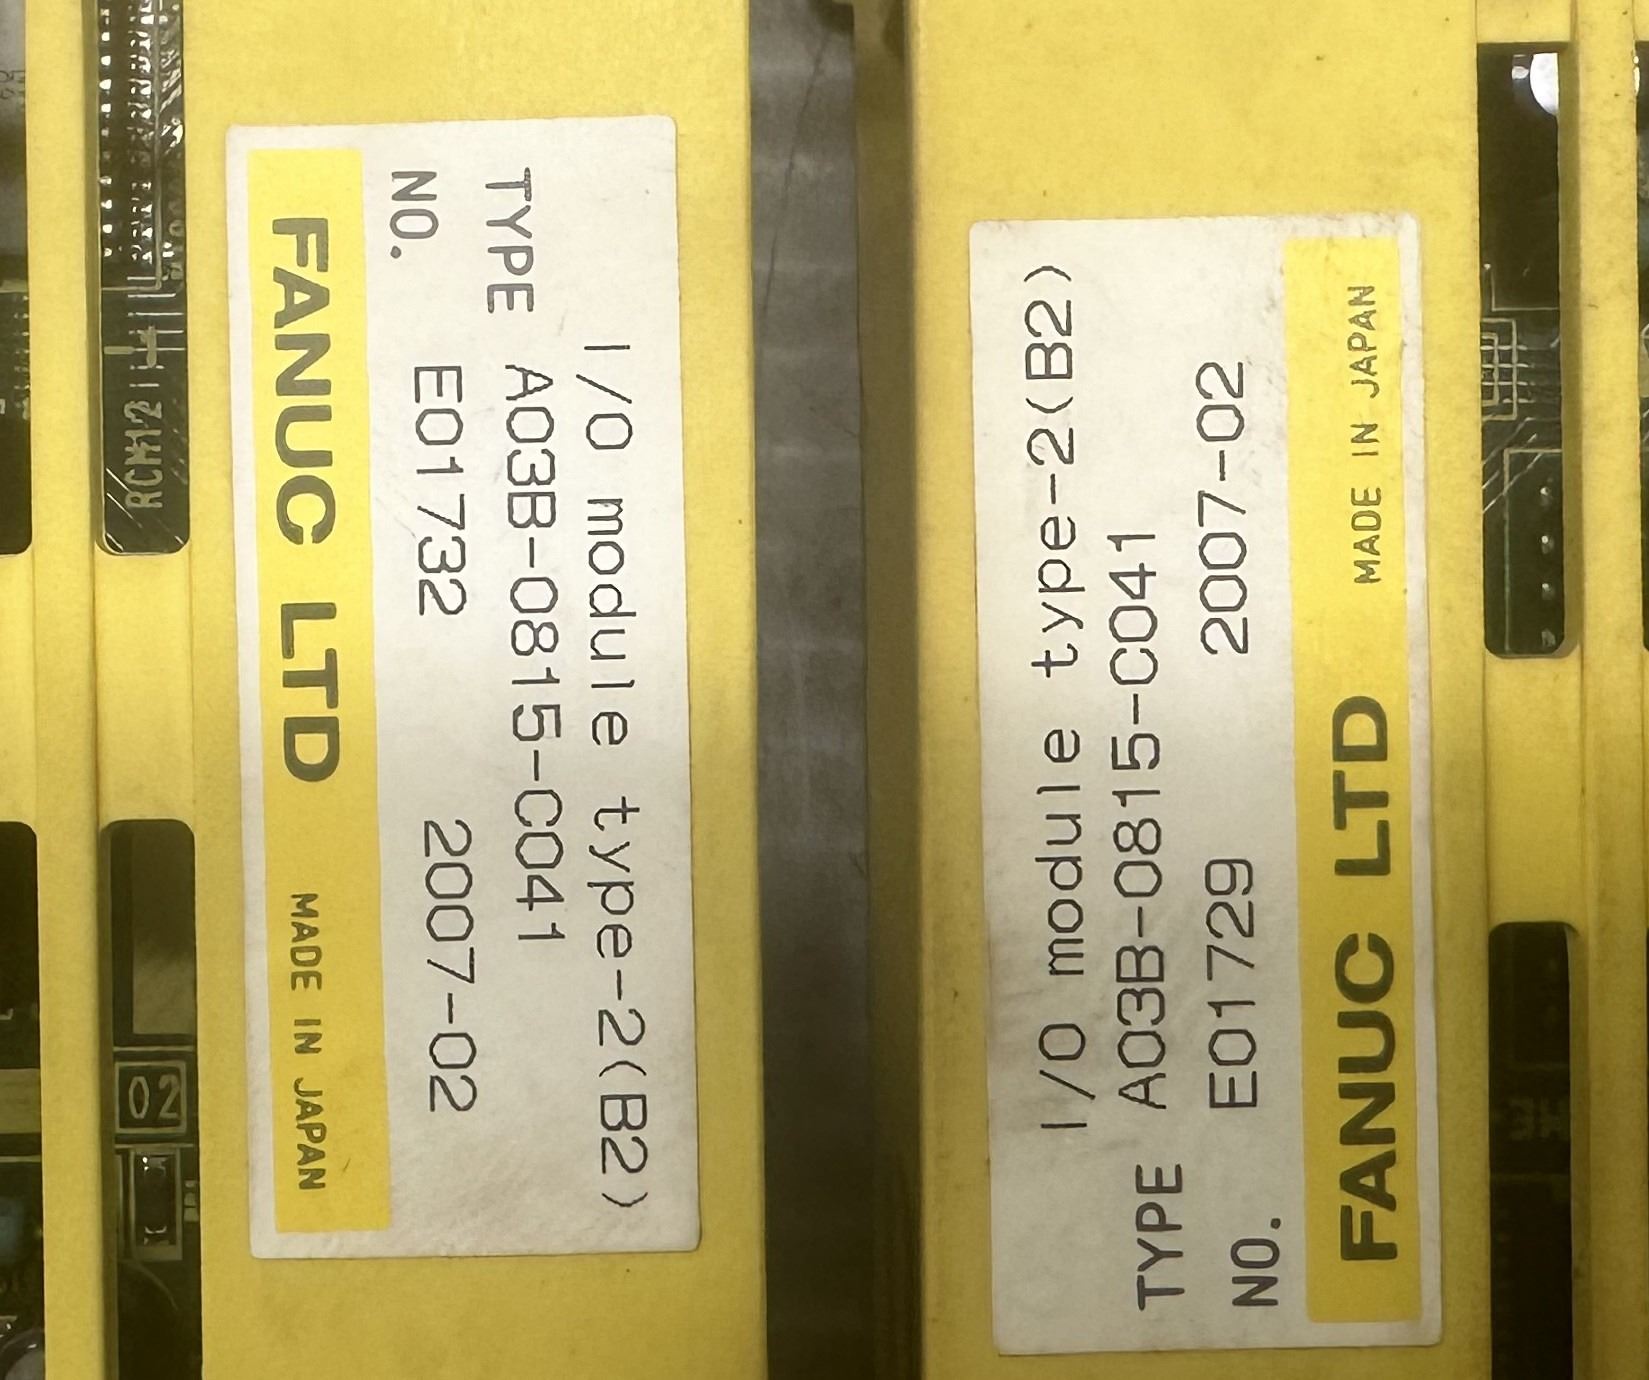 I/O module type-2(B2)
TYPE A03B-0815-C041
NO. E01732 2007-02
FANUC LTD MADE IN JAPAN
RCM12
02
I/O module type-2(B2)
TYPE A03B-0815-C041
NO. E01729 2007-02
FANUC LTD MADE IN JAPAN